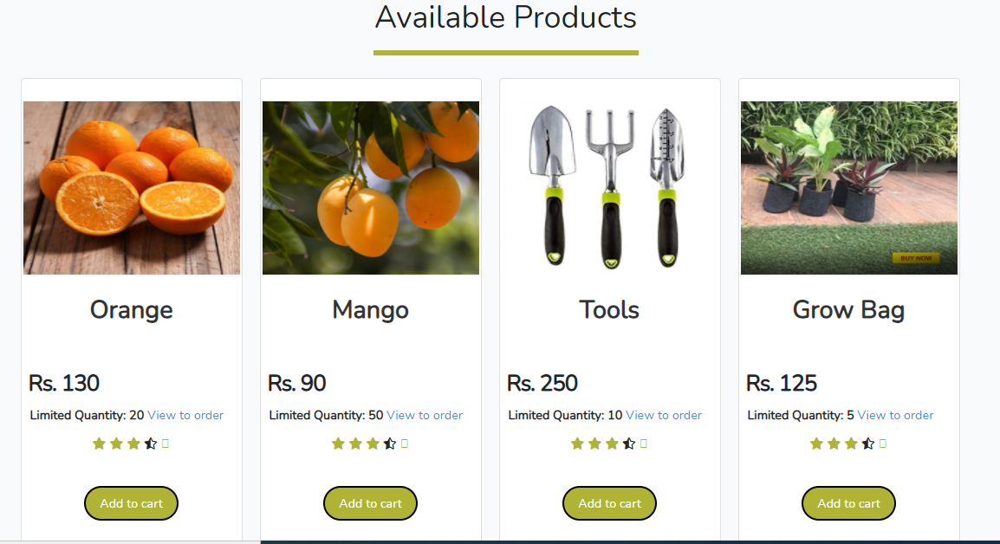 Available Products
Orange
Mango
Tools
Grow Bag
BUY NOW
Rs. 130
Rs. 90
Rs. 250
Rs. 125
Limited Quantity: 20 View to order
Limited Quantity: 50 View to order
Limited Quantity: 10 View to order
Limited Quantity: 5 View to order
Add to cart
Add to cart
Add to cart
Add to cart